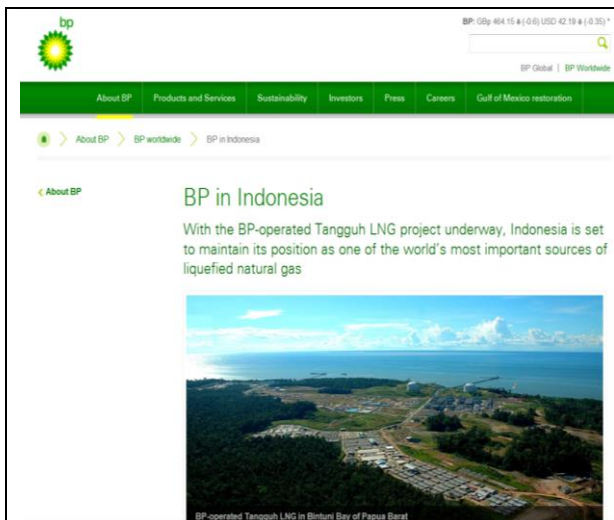 bp
BP: GBp 464.15 (-0.6) USD 42.19 (-0.35) *
BP Global | BP Worldwide
About BP Products and Services Sustainability Investors Press Careers Gulf of Mexico restoration
About BP BP worldwide BP in Indonesia
About BP
BP in Indonesia
With the BP-operated Tangguh LNG project underway, Indonesia is set
to maintain its position as one of the world's most important sources of
liquefied natural gas
BP-operated Tangguh LNG in Bintuni Bay of Papua Barat